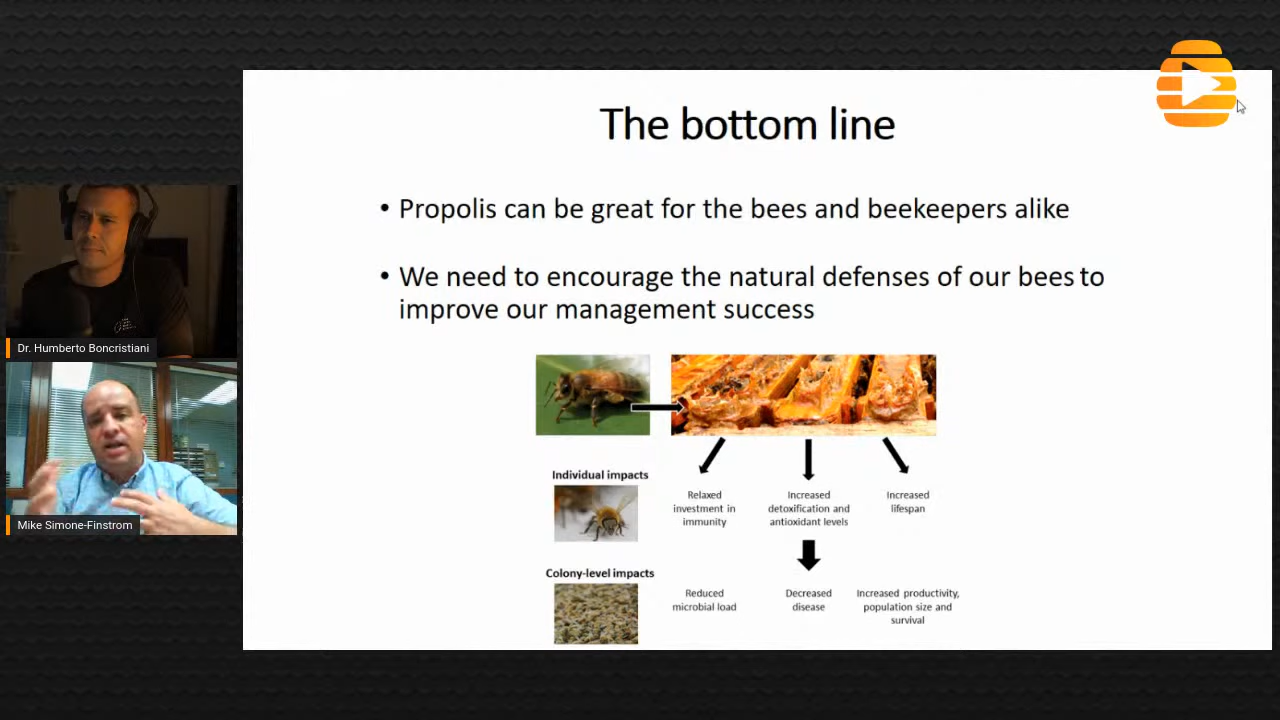 The bottom line
• Propolis can be great for the bees and beekeepers alike
• We need to encourage the natural defenses of our bees to
improve our management success
Dr. Humberto Boncristiani
Mike Simone-Finstrom
Individual impacts
Relaxed
investment in
immunity
Increased
detoxification and
antioxidant levels
Increased
lifespan
Colony-level impacts
Reduced
microbial load
Decreased
disease
Increased productivity,
population size and
survival